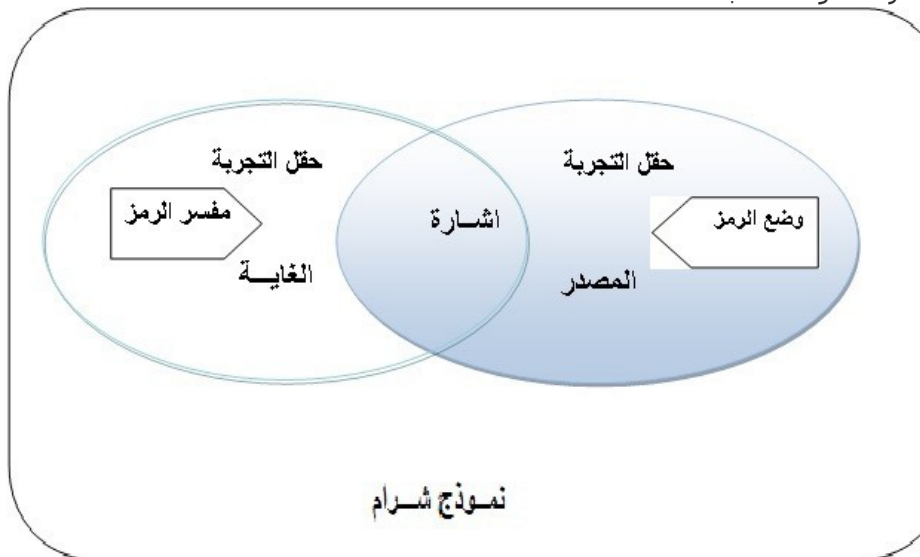 حقل التجربة
حقل التجربة
وضع الرمز
اشــارة
مفسر الرمز
المصدر
الغايــة
نمــوذج شــرام